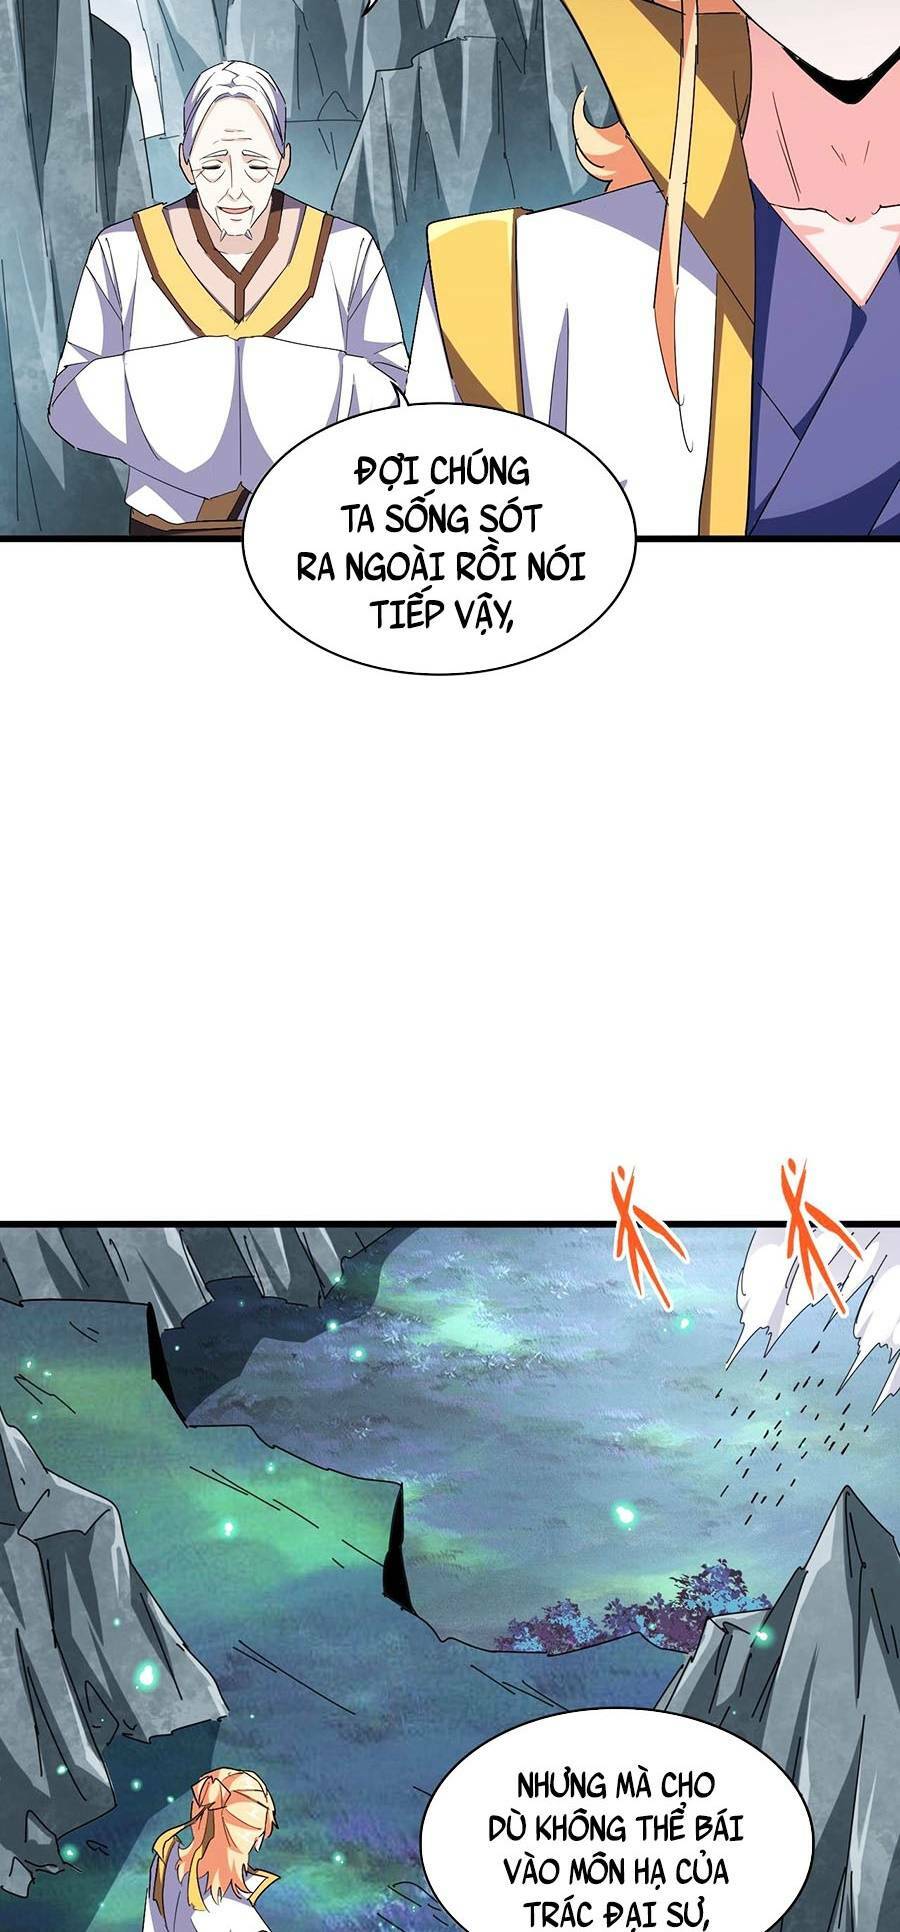 ĐỢI CHÚNG
TA SỐNG SÓT
RA NGOÀI RỒI NÓI
TIẾP VẬY,
NHƯNG MÀ CHO
DÙ KHÔNG THỂ BÁI
VÀO MÔN HẠ CỦA
TRÁC ĐẠI SƯ,